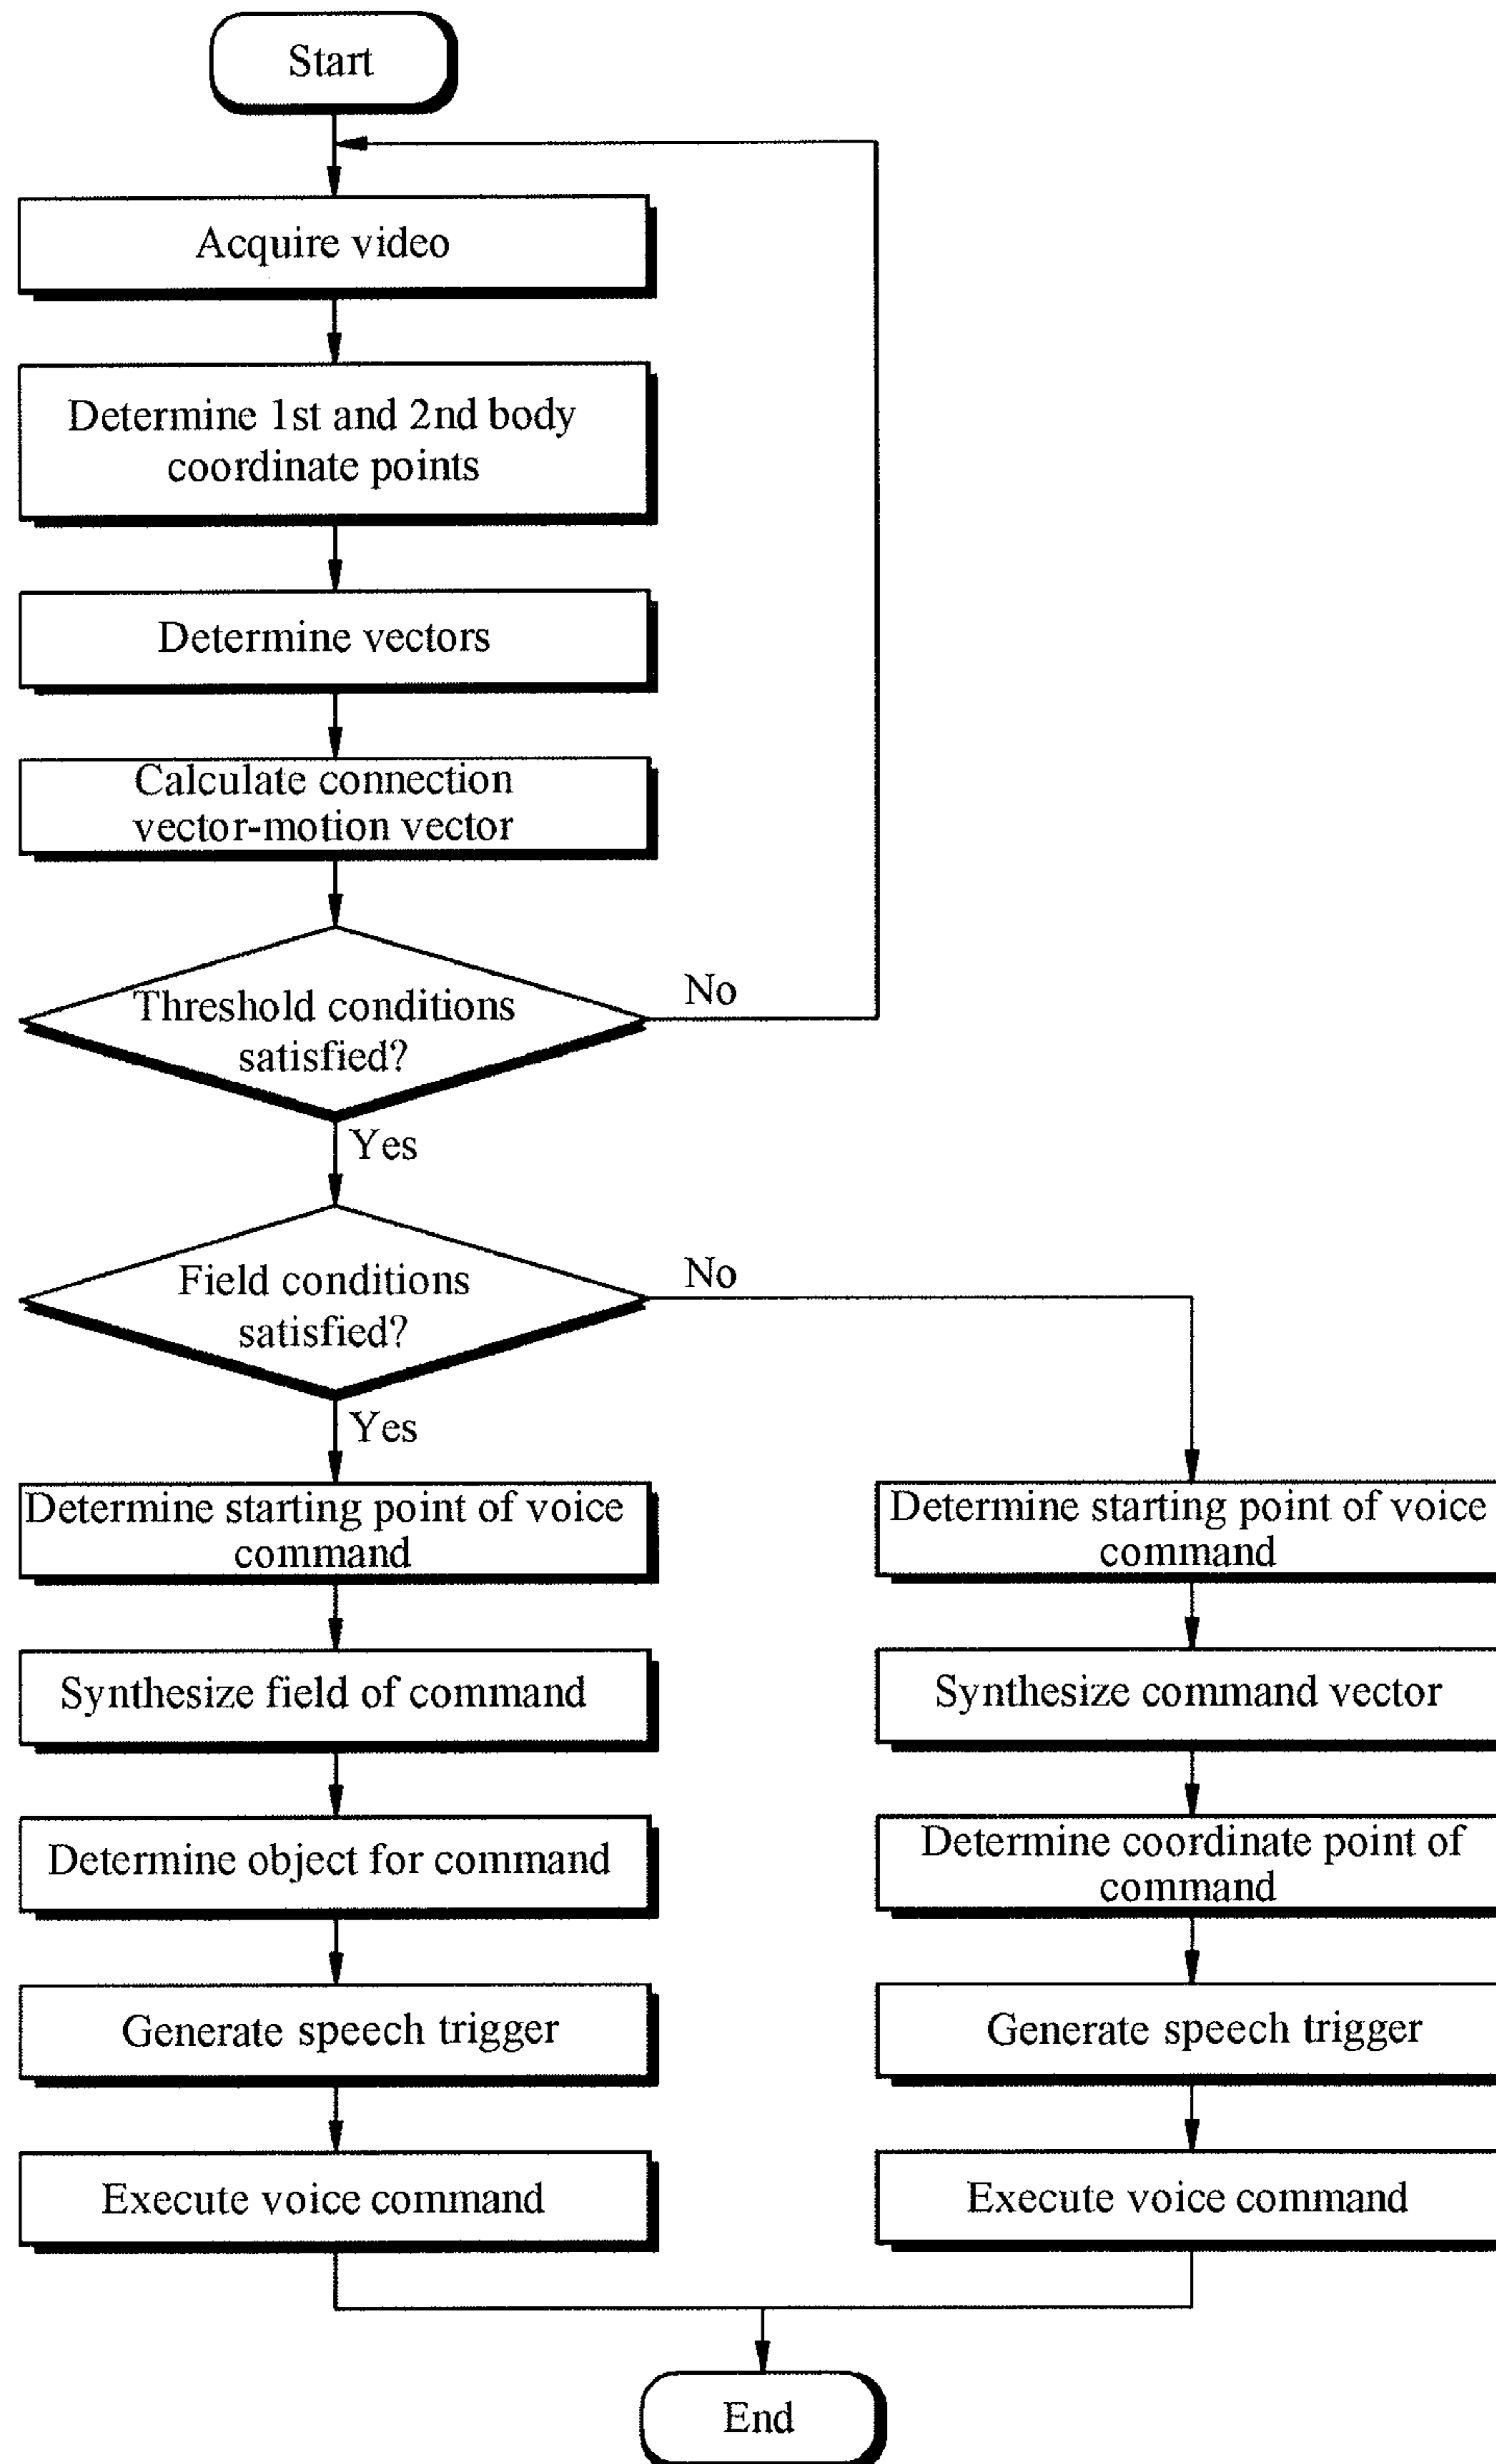 Start
Acquire video
Determine 1st and 2nd body
coordinate points
Determine vectors
Calculate connection
vector-motion vector
Threshold conditions
satisfied?
No
Yes
Field conditions
satisfied?
No
Yes
Determine starting point of voice
command
Synthesize field of command
Determine object for command
Generate speech trigger
Execute voice command
Determine starting point of voice
command
Synthesize command vector
Determine coordinate point of
command
Generate speech trigger
Execute voice command
End